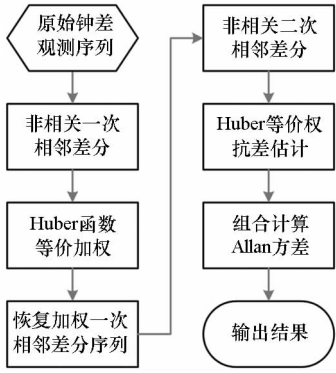 原始钟差
观测序列
非相关一次
相邻差分
Huber函数
等价加权
恢复加权一次
相邻差分序列
非相关二次
相邻差分
Huber等价权
抗差估计
组合计算
Allan方差
输出结果